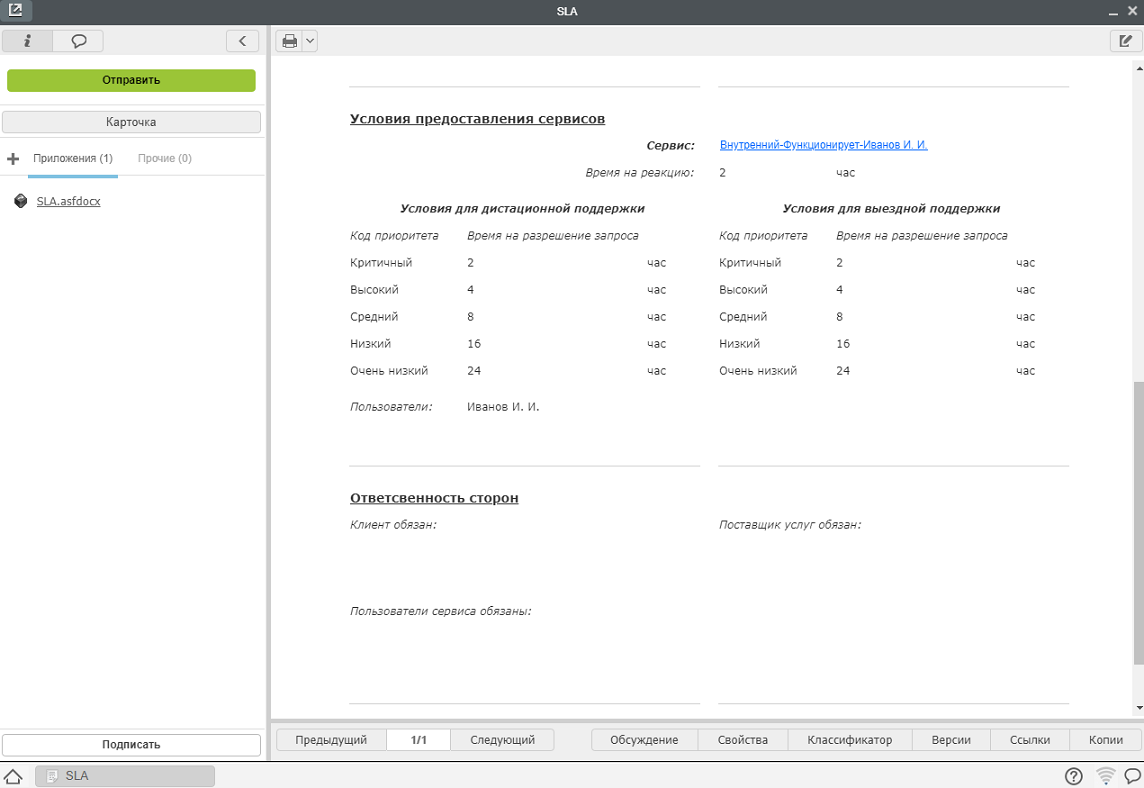 SLA
Отправить
Карточка
Приложения (1) Прочие (0)
SLA.asfdocx
Условия предоставления сервисов
Сервис: Внутренний-Функционирует-Иванов И. И.
Время на реакцию: 2 час
Условия для дистационной поддержки Условия для выездной поддержки
Код приоритета Время на разрешение запроса Код приоритета Время на разрешение запроса
Критичный 2 час Критичный 2 час
Высокий 4 час Высокий 4 час
Средний 8 час Средний 8 час
Низкий 16 час Низкий 16 час
Очень низкий 24 час Очень низкий 24 час
Пользователи: Иванов И. И.
Ответсвенность сторон
Клиент обязан: Поставщик услуг обязан:
Пользователи сервиса обязаны:
Подписать
Предыдущий 1/1 Следующий Обсуждение Свойства Классификатор Версии Ссылки Копии
SLA